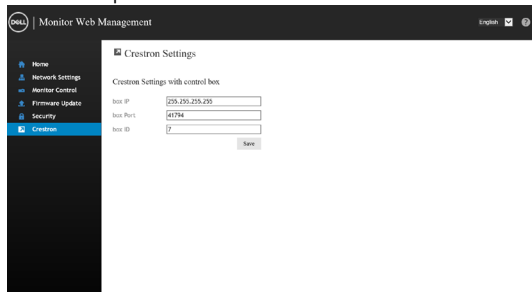 DELL | Monitor Web Management
English
Home
Network Settings
Monitor Control
Firmware Update
Security
Crestron
Crestron Settings
Crestron Settings with control box
box IP 255.255.255.255
box Port 41794
box ID 7
Save